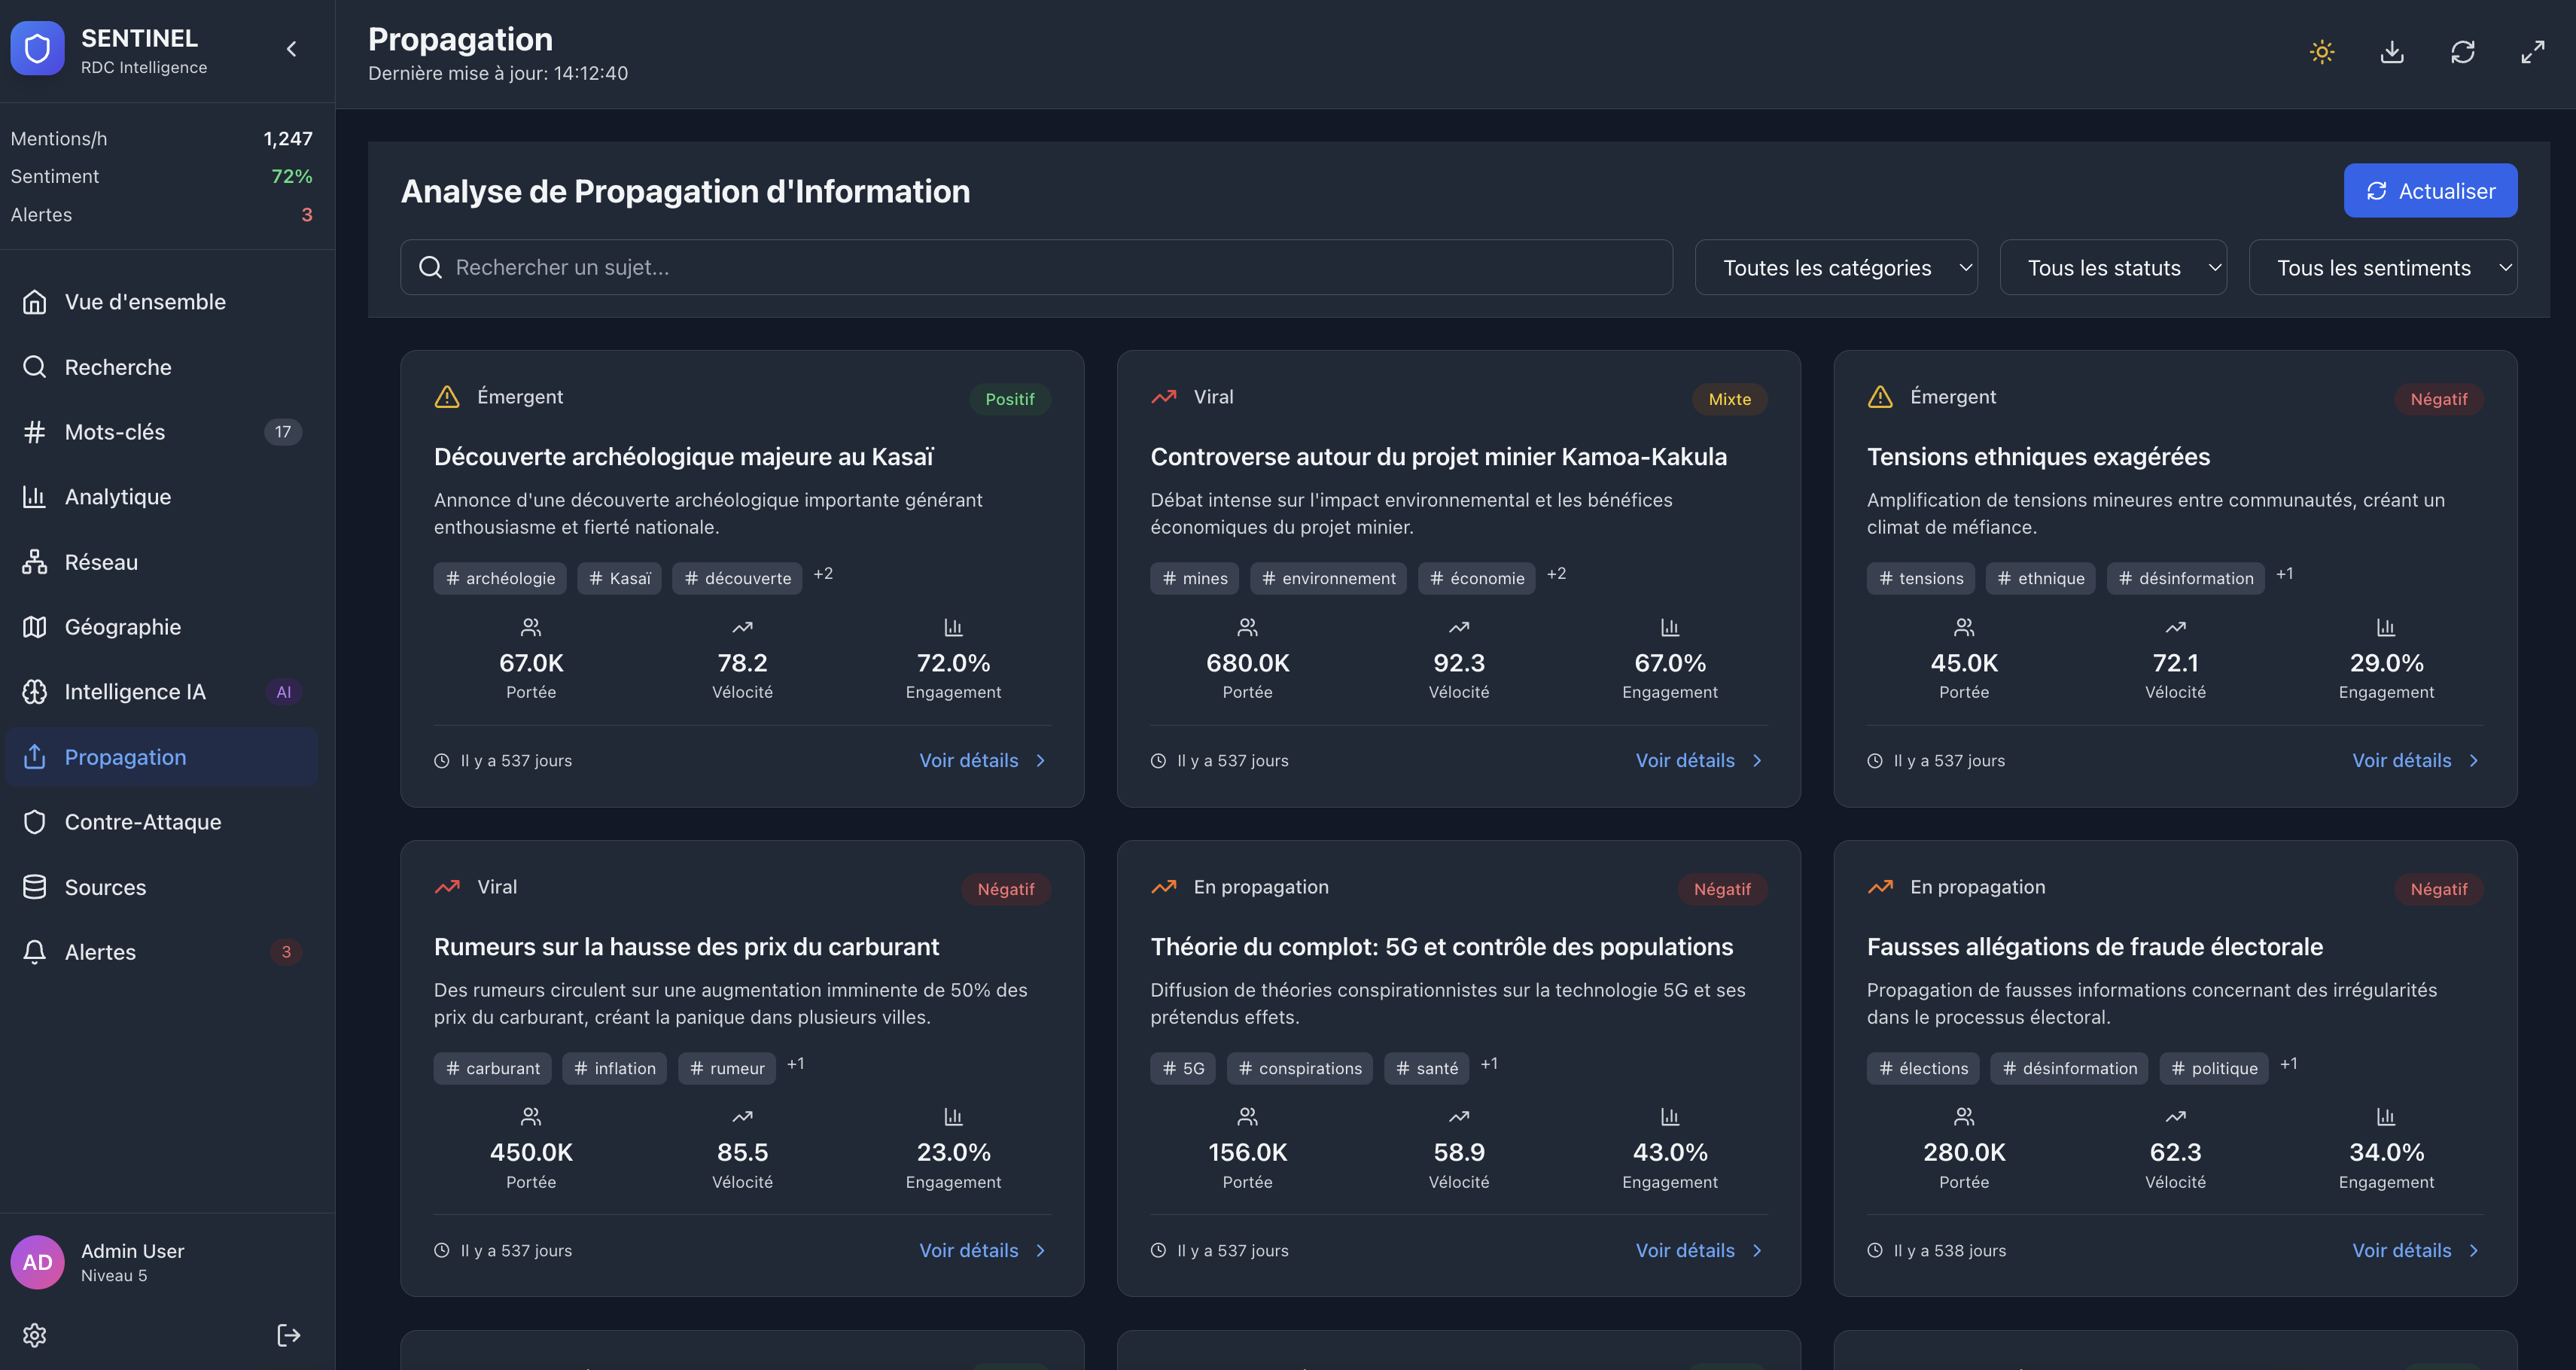 SENTINEL
RDC Intelligence
Mentions/h 1,247
Sentiment 72%
Alertes 3
Vue d'ensemble
Recherche
Mots-clés 17
Analytique
Réseau
Géographie
Intelligence IA AI
Propagation
Contre-Attaque
Sources
Alertes 3
AD
Admin User
Niveau 5
Propagation
Dernière mise à jour: 14:12:40
Analyse de Propagation d'Information
Actualiser
Rechercher un sujet...
Toutes les catégories
Tous les statuts
Tous les sentiments
Émergent Positif
Découverte archéologique majeure au Kasaï
Annonce d'une découverte archéologique importante générant
enthousiasme et fierté nationale.
# archéologie # Kasaï # découverte +2
67.0K 78.2 72.0%
Portée Vélocité Engagement
Il y a 537 jours Voir détails
Viral Mixte
Controverse autour du projet minier Kamoa-Kakula
Débat intense sur l'impact environnemental et les bénéfices
économiques du projet minier.
# mines # environnement # économie +2
680.0K 92.3 67.0%
Portée Vélocité Engagement
Il y a 537 jours Voir détails
Émergent Négatif
Tensions ethniques exagérées
Amplification de tensions mineures entre communautés, créant un
climat de méfiance.
# tensions # ethnique # désinformation +1
45.0K 72.1 29.0%
Portée Vélocité Engagement
Il y a 537 jours Voir détails
Viral Négatif
Rumeurs sur la hausse des prix du carburant
Des rumeurs circulent sur une augmentation imminente de 50% des
prix du carburant, créant la panique dans plusieurs villes.
# carburant # inflation # rumeur +1
450.0K 85.5 23.0%
Portée Vélocité Engagement
Il y a 537 jours Voir détails
En propagation Négatif
Théorie du complot: 5G et contrôle des populations
Diffusion de théories conspirationnistes sur la technologie 5G et ses
prétendus effets.
# 5G # conspirations # santé +1
156.0K 58.9 43.0%
Portée Vélocité Engagement
Il y a 537 jours Voir détails
En propagation Négatif
Fausses allégations de fraude électorale
Propagation de fausses informations concernant des irrégularités
dans le processus électoral.
# élections # désinformation # politique +1
280.0K 62.3 34.0%
Portée Vélocité Engagement
Il y a 538 jours Voir détails